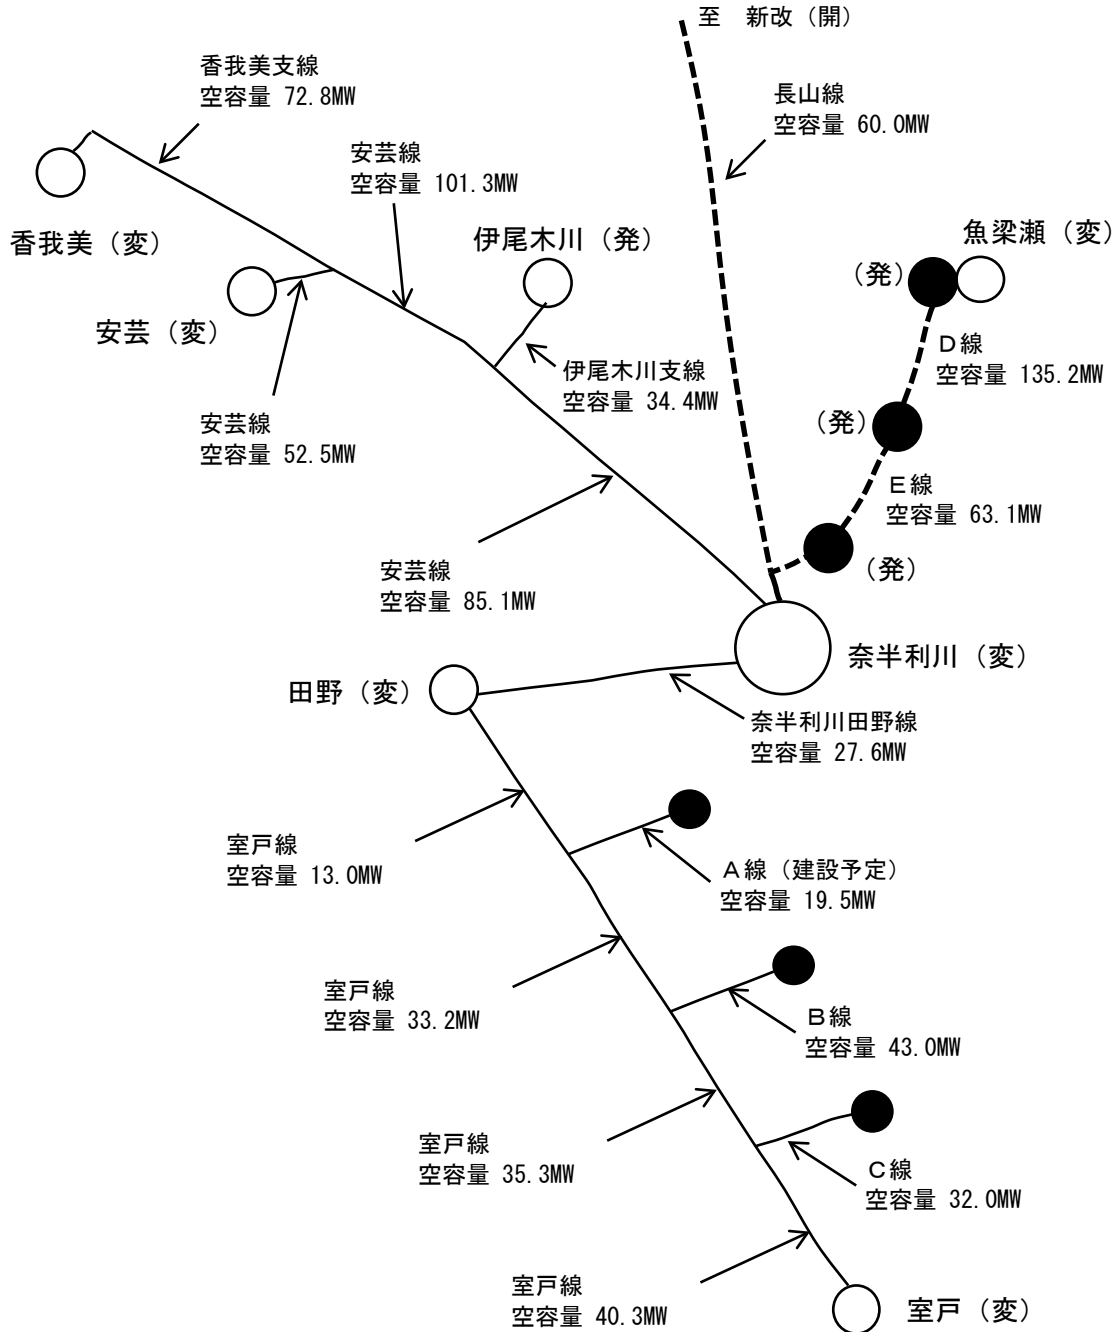 至　新改（開）
香我美支線
空容量 72.8MW
長山線
空容量 60.0MW
安芸線
空容量 101.3MW
香我美（変）
伊尾木川（発）
魚梁瀬（変）
（発）
安芸（変）
D線
空容量 135.2MW
伊尾木川支線
空容量 34.4MW
安芸線
空容量 52.5MW
（発）
E線
空容量 63.1MW
安芸線
空容量 85.1MW
（発）
奈半利川（変）
田野（変）
奈半利川田野線
空容量 27.6MW
室戸線
空容量 13.0MW
A線（建設予定）
空容量 19.5MW
室戸線
空容量 33.2MW
B線
空容量 43.0MW
室戸線
空容量 35.3MW
C線
空容量 32.0MW
室戸線
空容量 40.3MW
室戸（変）